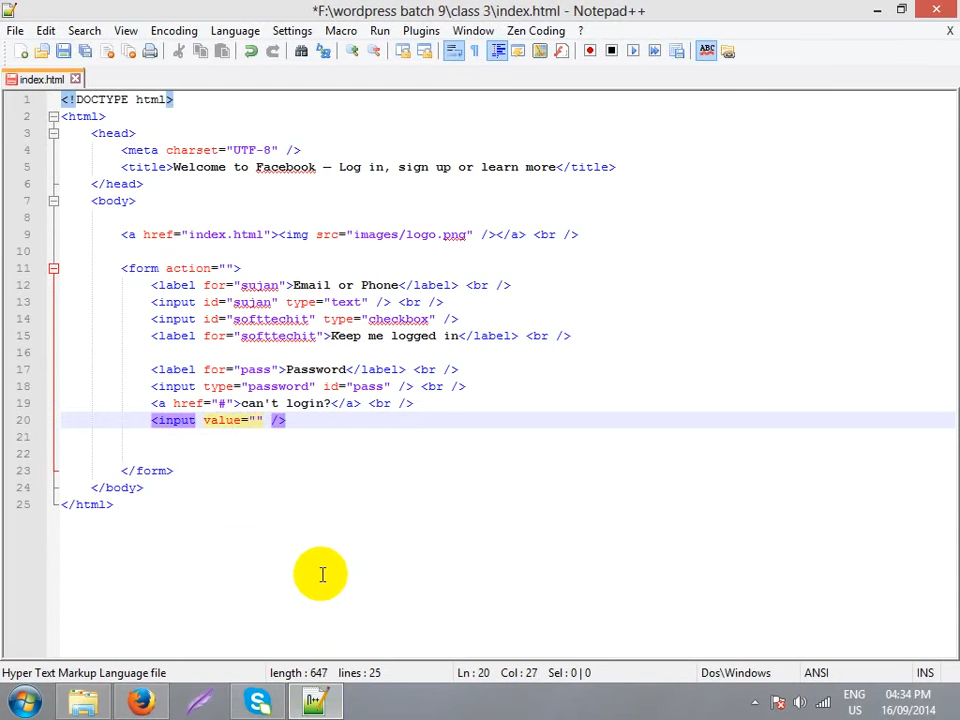 *F:\wordpress batch 9\class 3\index.html - Notepad++
File Edit Search View Encoding Language Settings Macro Run Plugins Window Zen Coding ? X
index.html
1 <!DOCTYPE html>
2 <html>
3 <head>
4 <meta charset="UTF-8" />
5 <title>Welcome to Facebook — Log in, sign up or learn more</title>
6 </head>
7 <body>
8
9 <a href="index.html"><img src="images/logo.png" /></a> <br />
10
11 <form action="">
12 <label for="sujan">Email or Phone</label> <br />
13 <input id="sujan" type="text" /> <br />
14 <input id="softtechit" type="checkbox" />
15 <label for="softtechit">Keep me logged in</label> <br />
16
17 <label for="pass">Password</label> <br />
18 <input type="password" id="pass" /> <br />
19 <a href="#">can't login?</a> <br />
20 <input value="" />
21
22
23 </form>
24 </body>
25 </html>
Hyper Text Markup Language file length : 647 lines : 25 Ln : 20 Col : 27 Sel : 0 | 0 Dos\Windows ANSI INS
ENG 04:34 PM
US 16/09/2014